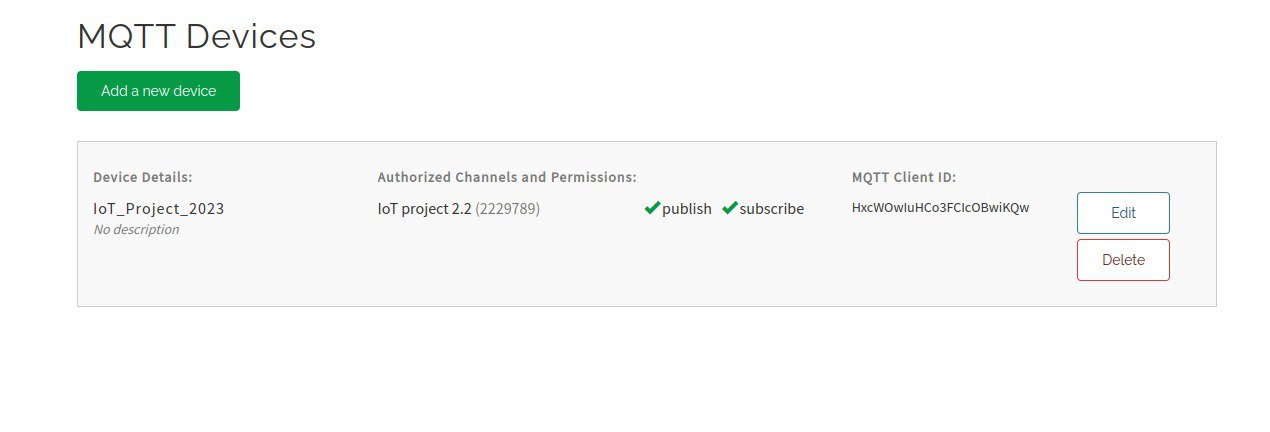 MQTT Devices
Add a new device
Device Details: Authorized Channels and Permissions: MQTT Client ID:
IoT_Project_2023 IoT project 2.2 (2229789) publish subscribe HxcWOwIuHCo3FCIcOBwiKQw
No description
Edit
Delete